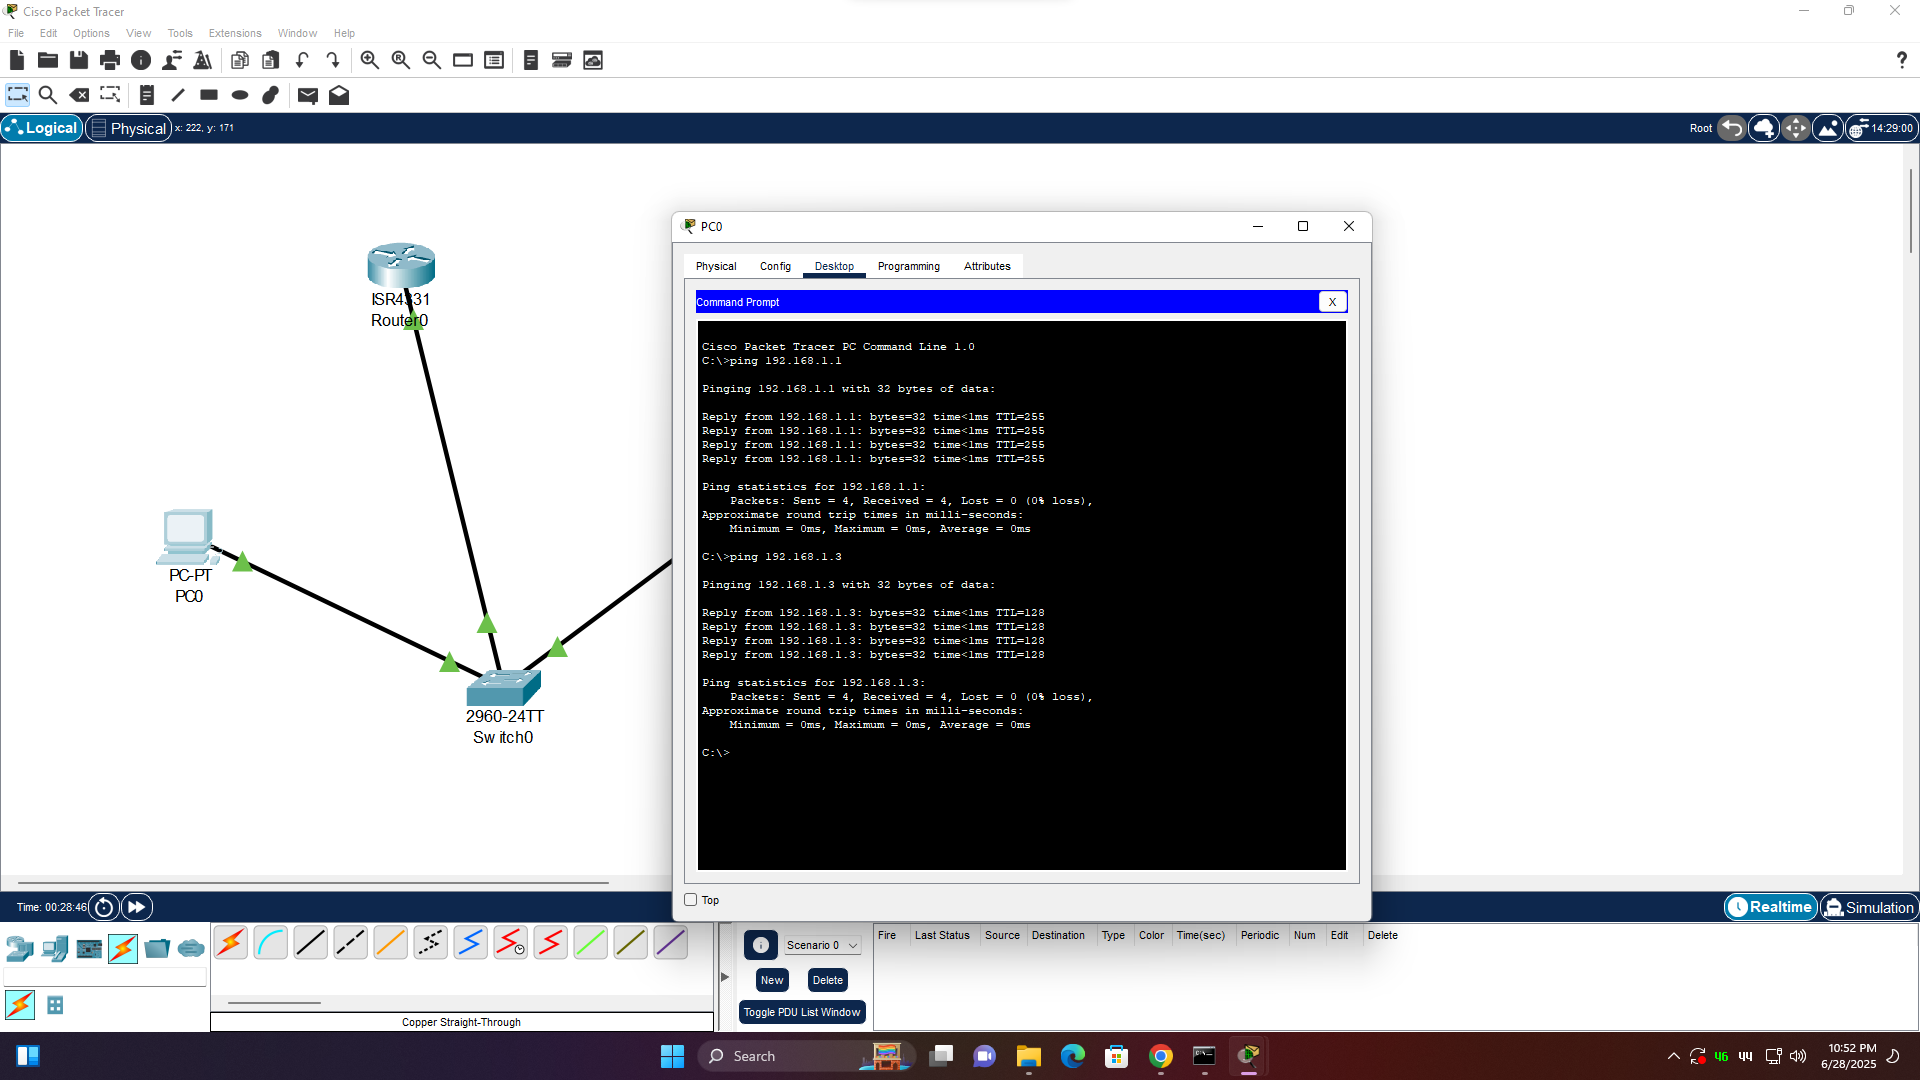 Cisco Packet Tracer
File Edit Options View Tools Extensions Window Help
?
Logical Physical x: 222, y: 171 Root 14:29:00
ISR4331
Router0
PC-PT
PC0
2960-24TT
Switch0
PC0
Physical Config Desktop Programming Attributes
Command Prompt X
Cisco Packet Tracer PC Command Line 1.0
C:\>ping 192.168.1.1
Pinging 192.168.1.1 with 32 bytes of data:
Reply from 192.168.1.1: bytes=32 time<1ms TTL=255
Reply from 192.168.1.1: bytes=32 time<1ms TTL=255
Reply from 192.168.1.1: bytes=32 time<1ms TTL=255
Reply from 192.168.1.1: bytes=32 time<1ms TTL=255
Ping statistics for 192.168.1.1:
Packets: Sent = 4, Received = 4, Lost = 0 (0% loss),
Approximate round trip times in milli-seconds:
Minimum = 0ms, Maximum = 0ms, Average = 0ms
C:\>ping 192.168.1.3
Pinging 192.168.1.3 with 32 bytes of data:
Reply from 192.168.1.3: bytes=32 time<1ms TTL=128
Reply from 192.168.1.3: bytes=32 time<1ms TTL=128
Reply from 192.168.1.3: bytes=32 time<1ms TTL=128
Reply from 192.168.1.3: bytes=32 time<1ms TTL=128
Ping statistics for 192.168.1.3:
Packets: Sent = 4, Received = 4, Lost = 0 (0% loss),
Approximate round trip times in milli-seconds:
Minimum = 0ms, Maximum = 0ms, Average = 0ms
C:\>
Top
Time: 00:28:46 Realtime Simulation
Scenario 0
New Delete
Toggle PDU List Window
Fire Last Status Source Destination Type Color Time(sec) Periodic Num Edit Delete
Copper Straight-Through
Search
46 44
10:52 PM
6/28/2025